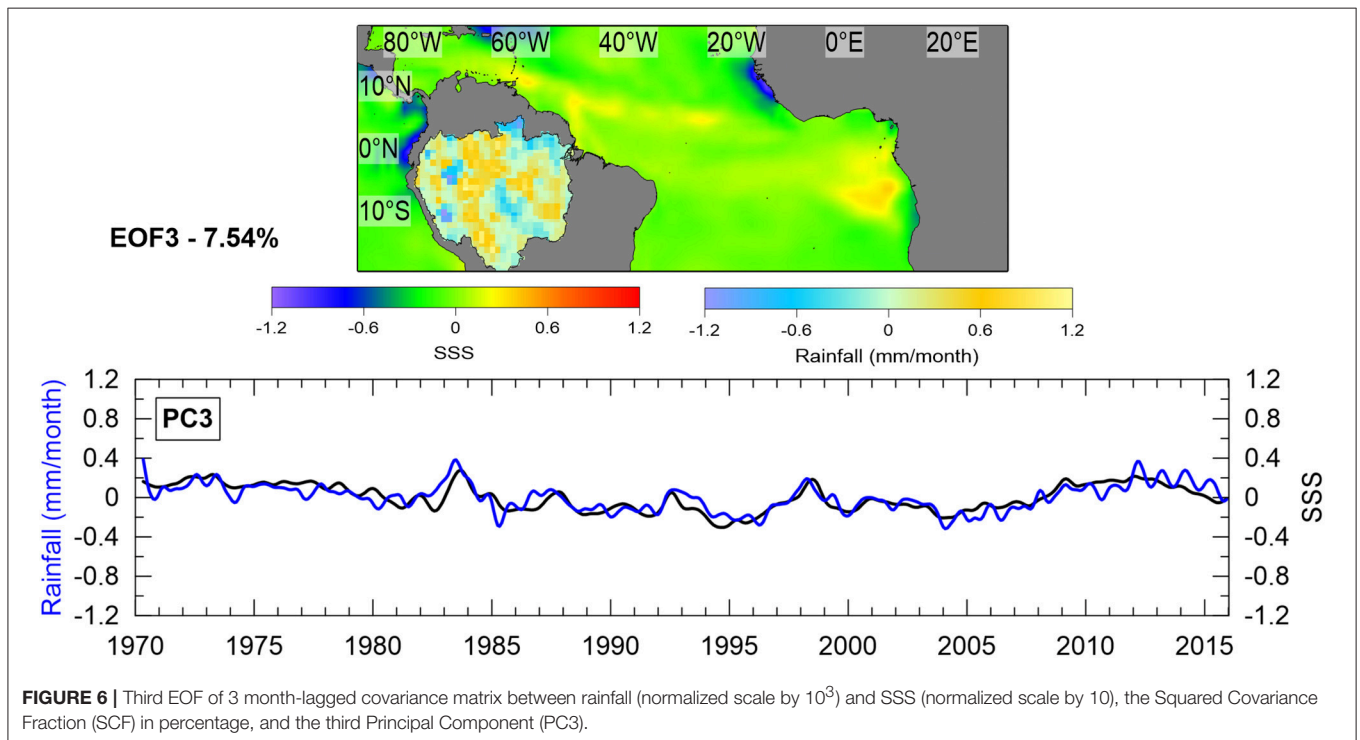 80°W 60°W 40°W 20°W 0°E 20°E
10°N
0°N
10°S
EOF3 - 7.54%
-1.2 -0.6 0 0.6 1.2
SSS
-1.2 -0.6 0 0.6 1.2
Rainfall (mm/month)
PC3
Rainfall (mm/month)
1.2
0.8
0.4
0
-0.4
-0.8
-1.2
1.2
0.8
0.4
0
-0.4
-0.8
-1.2
SSS
1970 1975 1980 1985 1990 1995 2000 2005 2010 2015
FIGURE 6 | Third EOF of 3 month-lagged covariance matrix between rainfall (normalized scale by 10³) and SSS (normalized scale by 10), the Squared Covariance
Fraction (SCF) in percentage, and the third Principal Component (PC3).